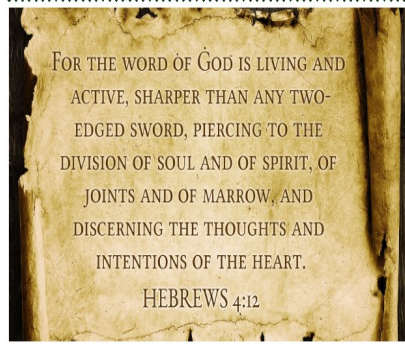 For the word of God is living and
active, sharper than any two-
edged sword, piercing to the
division of soul and of spirit, of
joints and of marrow, and
discerning the thoughts and
intentions of the heart.
HEBREWS 4:12